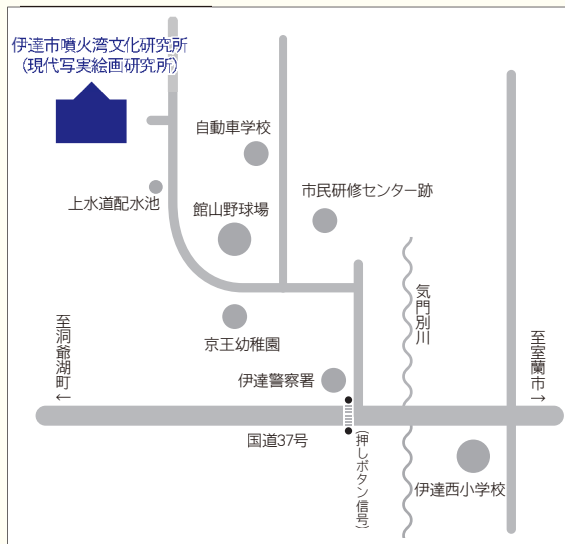 伊達市噴火湾文化研究所
（現代写実絵画研究所）
自動車学校
上水道配水池
館山野球場
市民研修センター跡
気門別川
京王幼稚園
至洞爺湖町←
至室蘭市→
伊達警察署
国道37号
（押しボタン信号）
伊達西小学校